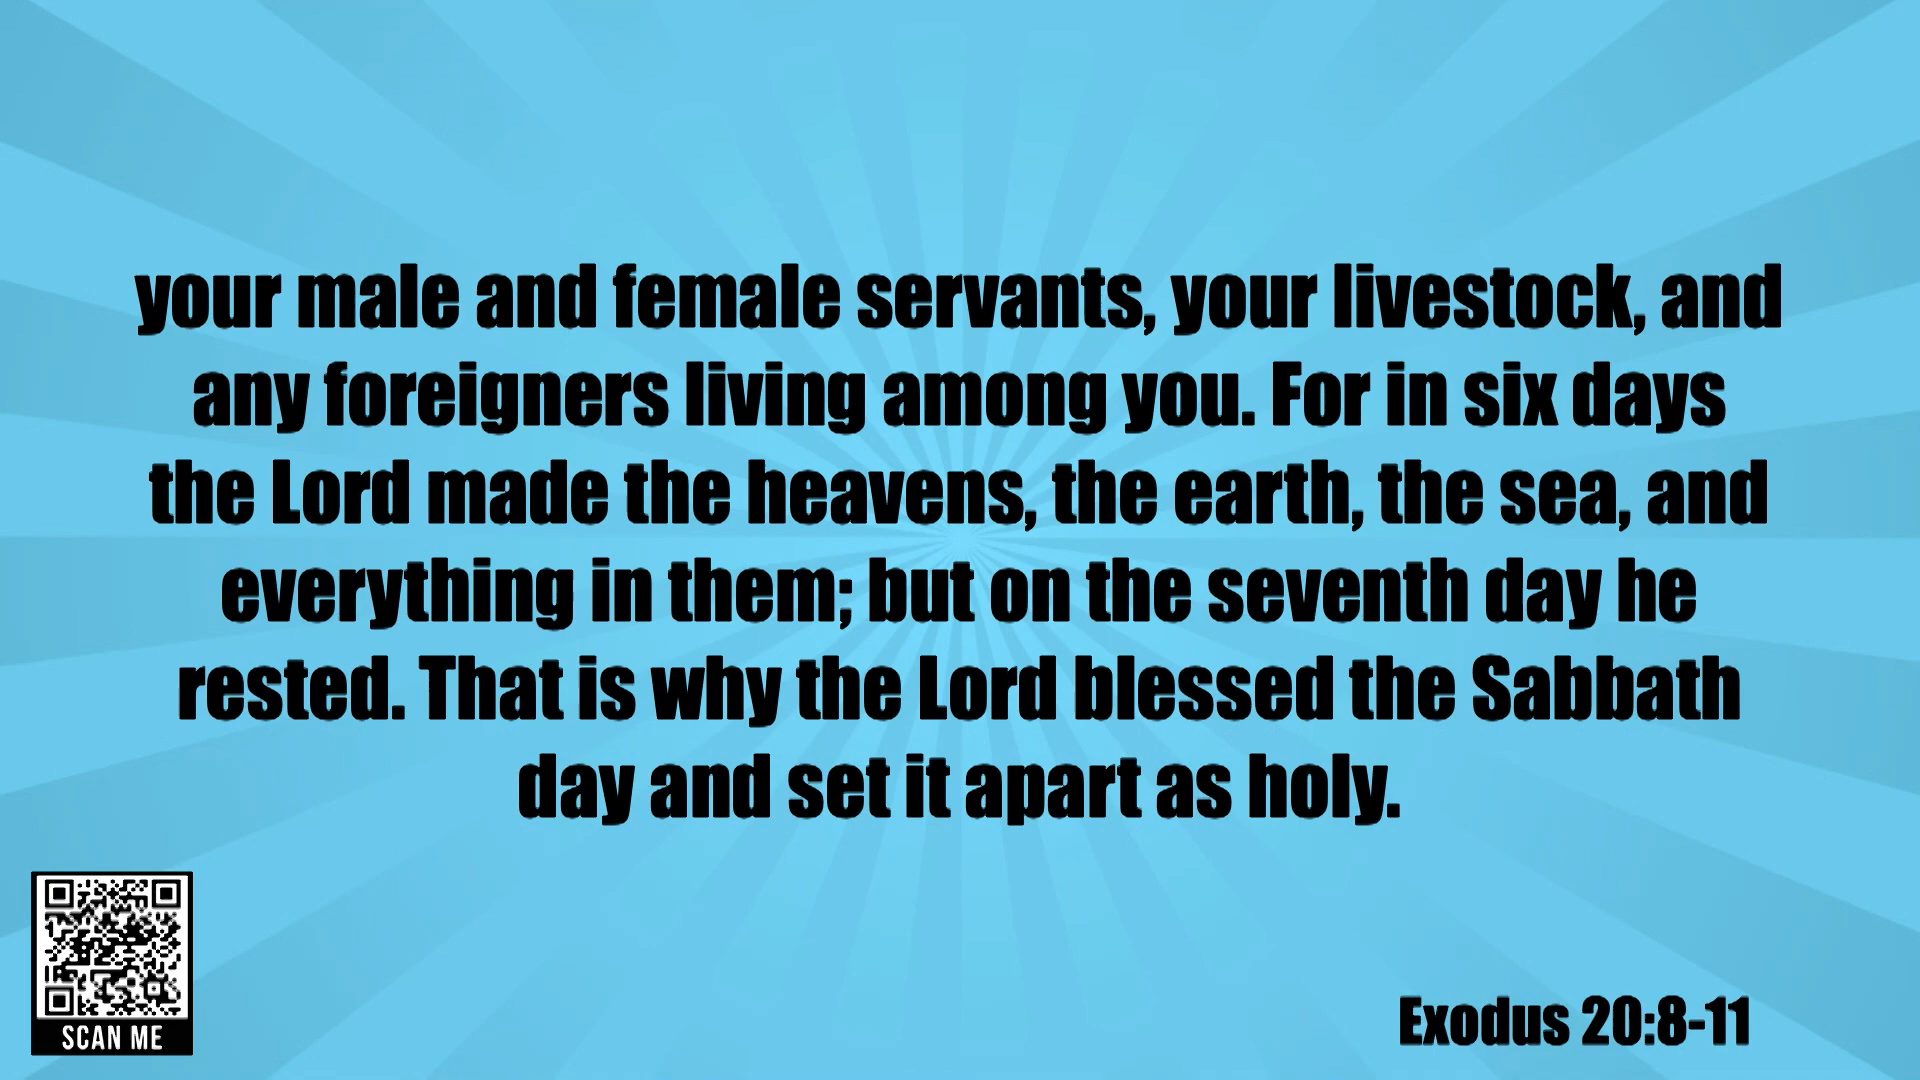 your male and female servants, your livestock, and
any foreigners living among you. For in six days
the Lord made the heavens, the earth, the sea, and
everything in them; but on the seventh day he
rested. That is why the Lord blessed the Sabbath
day and set it apart as holy.
SCAN ME
Exodus 20:8-11